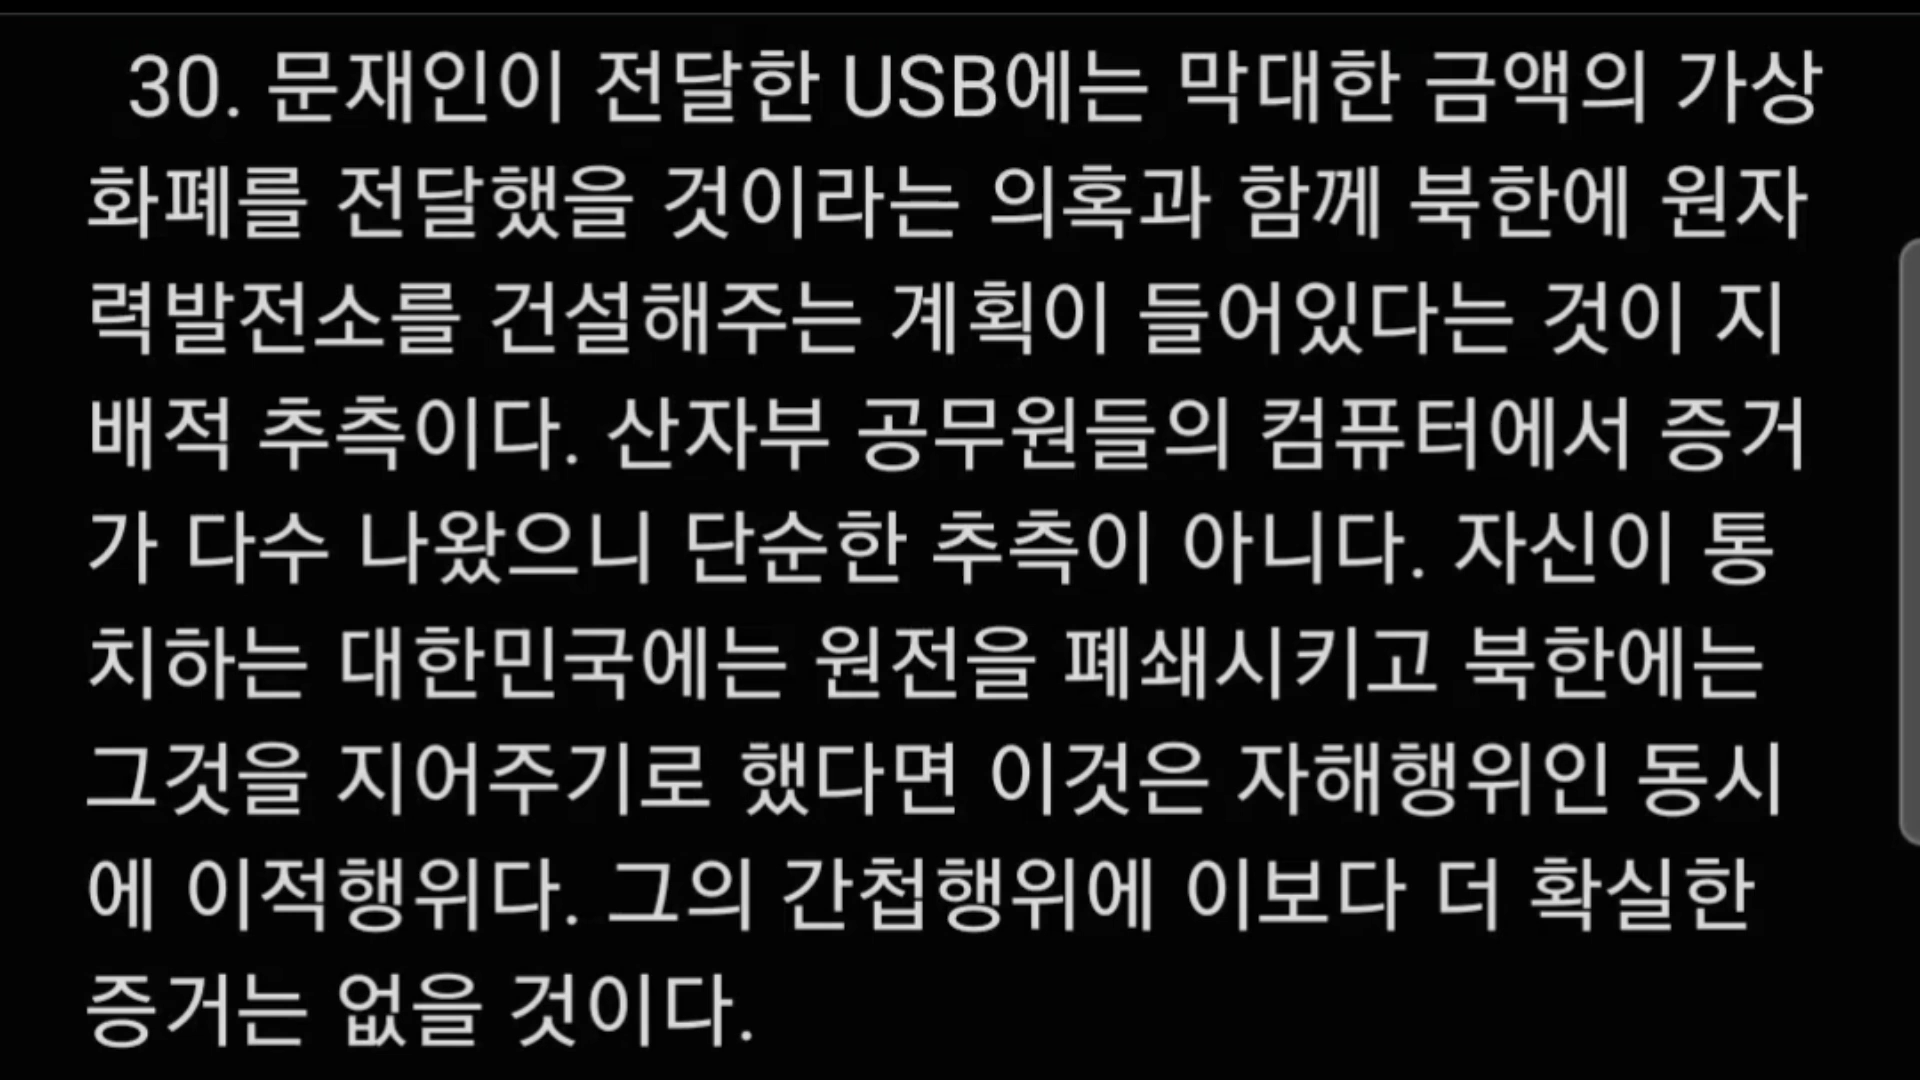 30. 문재인이 전달한 USB에는 막대한 금액의 가상
화폐를 전달했을 것이라는 의혹과 함께 북한에 원자
력발전소를 건설해주는 계획이 들어있다는 것이 지
배적 추측이다. 산자부 공무원들의 컴퓨터에서 증거
가 다수 나왔으니 단순한 추측이 아니다. 자신이 통
치하는 대한민국에는 원전을 폐쇄시키고 북한에는
그것을 지어주기로 했다면 이것은 자해행위인 동시
에 이적행위다. 그의 간첩행위에 이보다 더 확실한
증거는 없을 것이다.